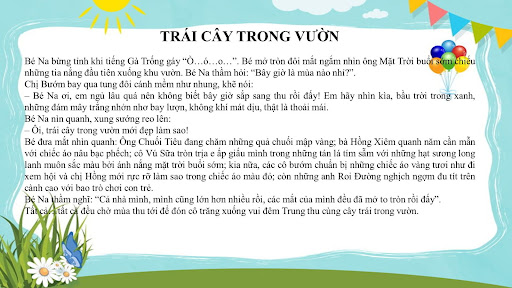 TRÁI CÂY TRONG VƯỜN
Bé Na bừng tỉnh khi tiếng Gà Trống gáy “Ò…ó…o…”. Bé mở tròn đôi mắt ngắm nhìn ông Mặt Trời buổi sớm chiếu
những tia nắng đầu tiên xuống khu vườn. Bé Na thầm hỏi: “Bây giờ là mùa nào nhỉ?”.
Chị Bướm bay qua tung đôi cánh mềm như nhung, khẽ nói:
– Bé Na ơi, em ngủ lâu quá nên không biết bây giờ sắp sang thu rồi đấy! Em hãy nhìn kìa, bầu trời trong xanh,
những đám mây trắng nhởn nhơ bay lượn, không khí mát dịu, thật là thoải mái.
Bé Na nìn quanh, xung sướng reo lên:
– Ôi, trái cây trong vườn mới đẹp làm sao!
Bé đưa mắt nhìn quanh: Ông Chuối Tiêu đang chăm những quả chuối mập vàng; bà Hồng Xiêm quanh năm cần mẫn
với chiếc áo nâu bạc phếch; cô Vú Sữa tròn trịa e ấp giấu mình trong những tán lá tím sẫm với những hạt sương long
lanh muôn sắc màu bởi ánh nắng mặt trời buổi sớm; kia nữa, các cô bưởm chuẩn bị những chiếc áo vàng tươi như đi
xem hội và chị Hồng mới rực rỡ làm sao trong chiếc áo màu đỏ; còn những anh Roi Đường nghịch ngợm đu tít trên
cành cao với bao trò chơi con trẻ.
Bé Na thầm nghĩ: “Cả nhà mình, mình cũng lớn hơn nhiều rồi, các mắt của mình đều đã mở to tròn rồi đấy”.
Tất cả, tất cả đều chờ mùa thu tới để đón cô trăng xuống vui đêm Trung thu cùng cây trái trong vườn.